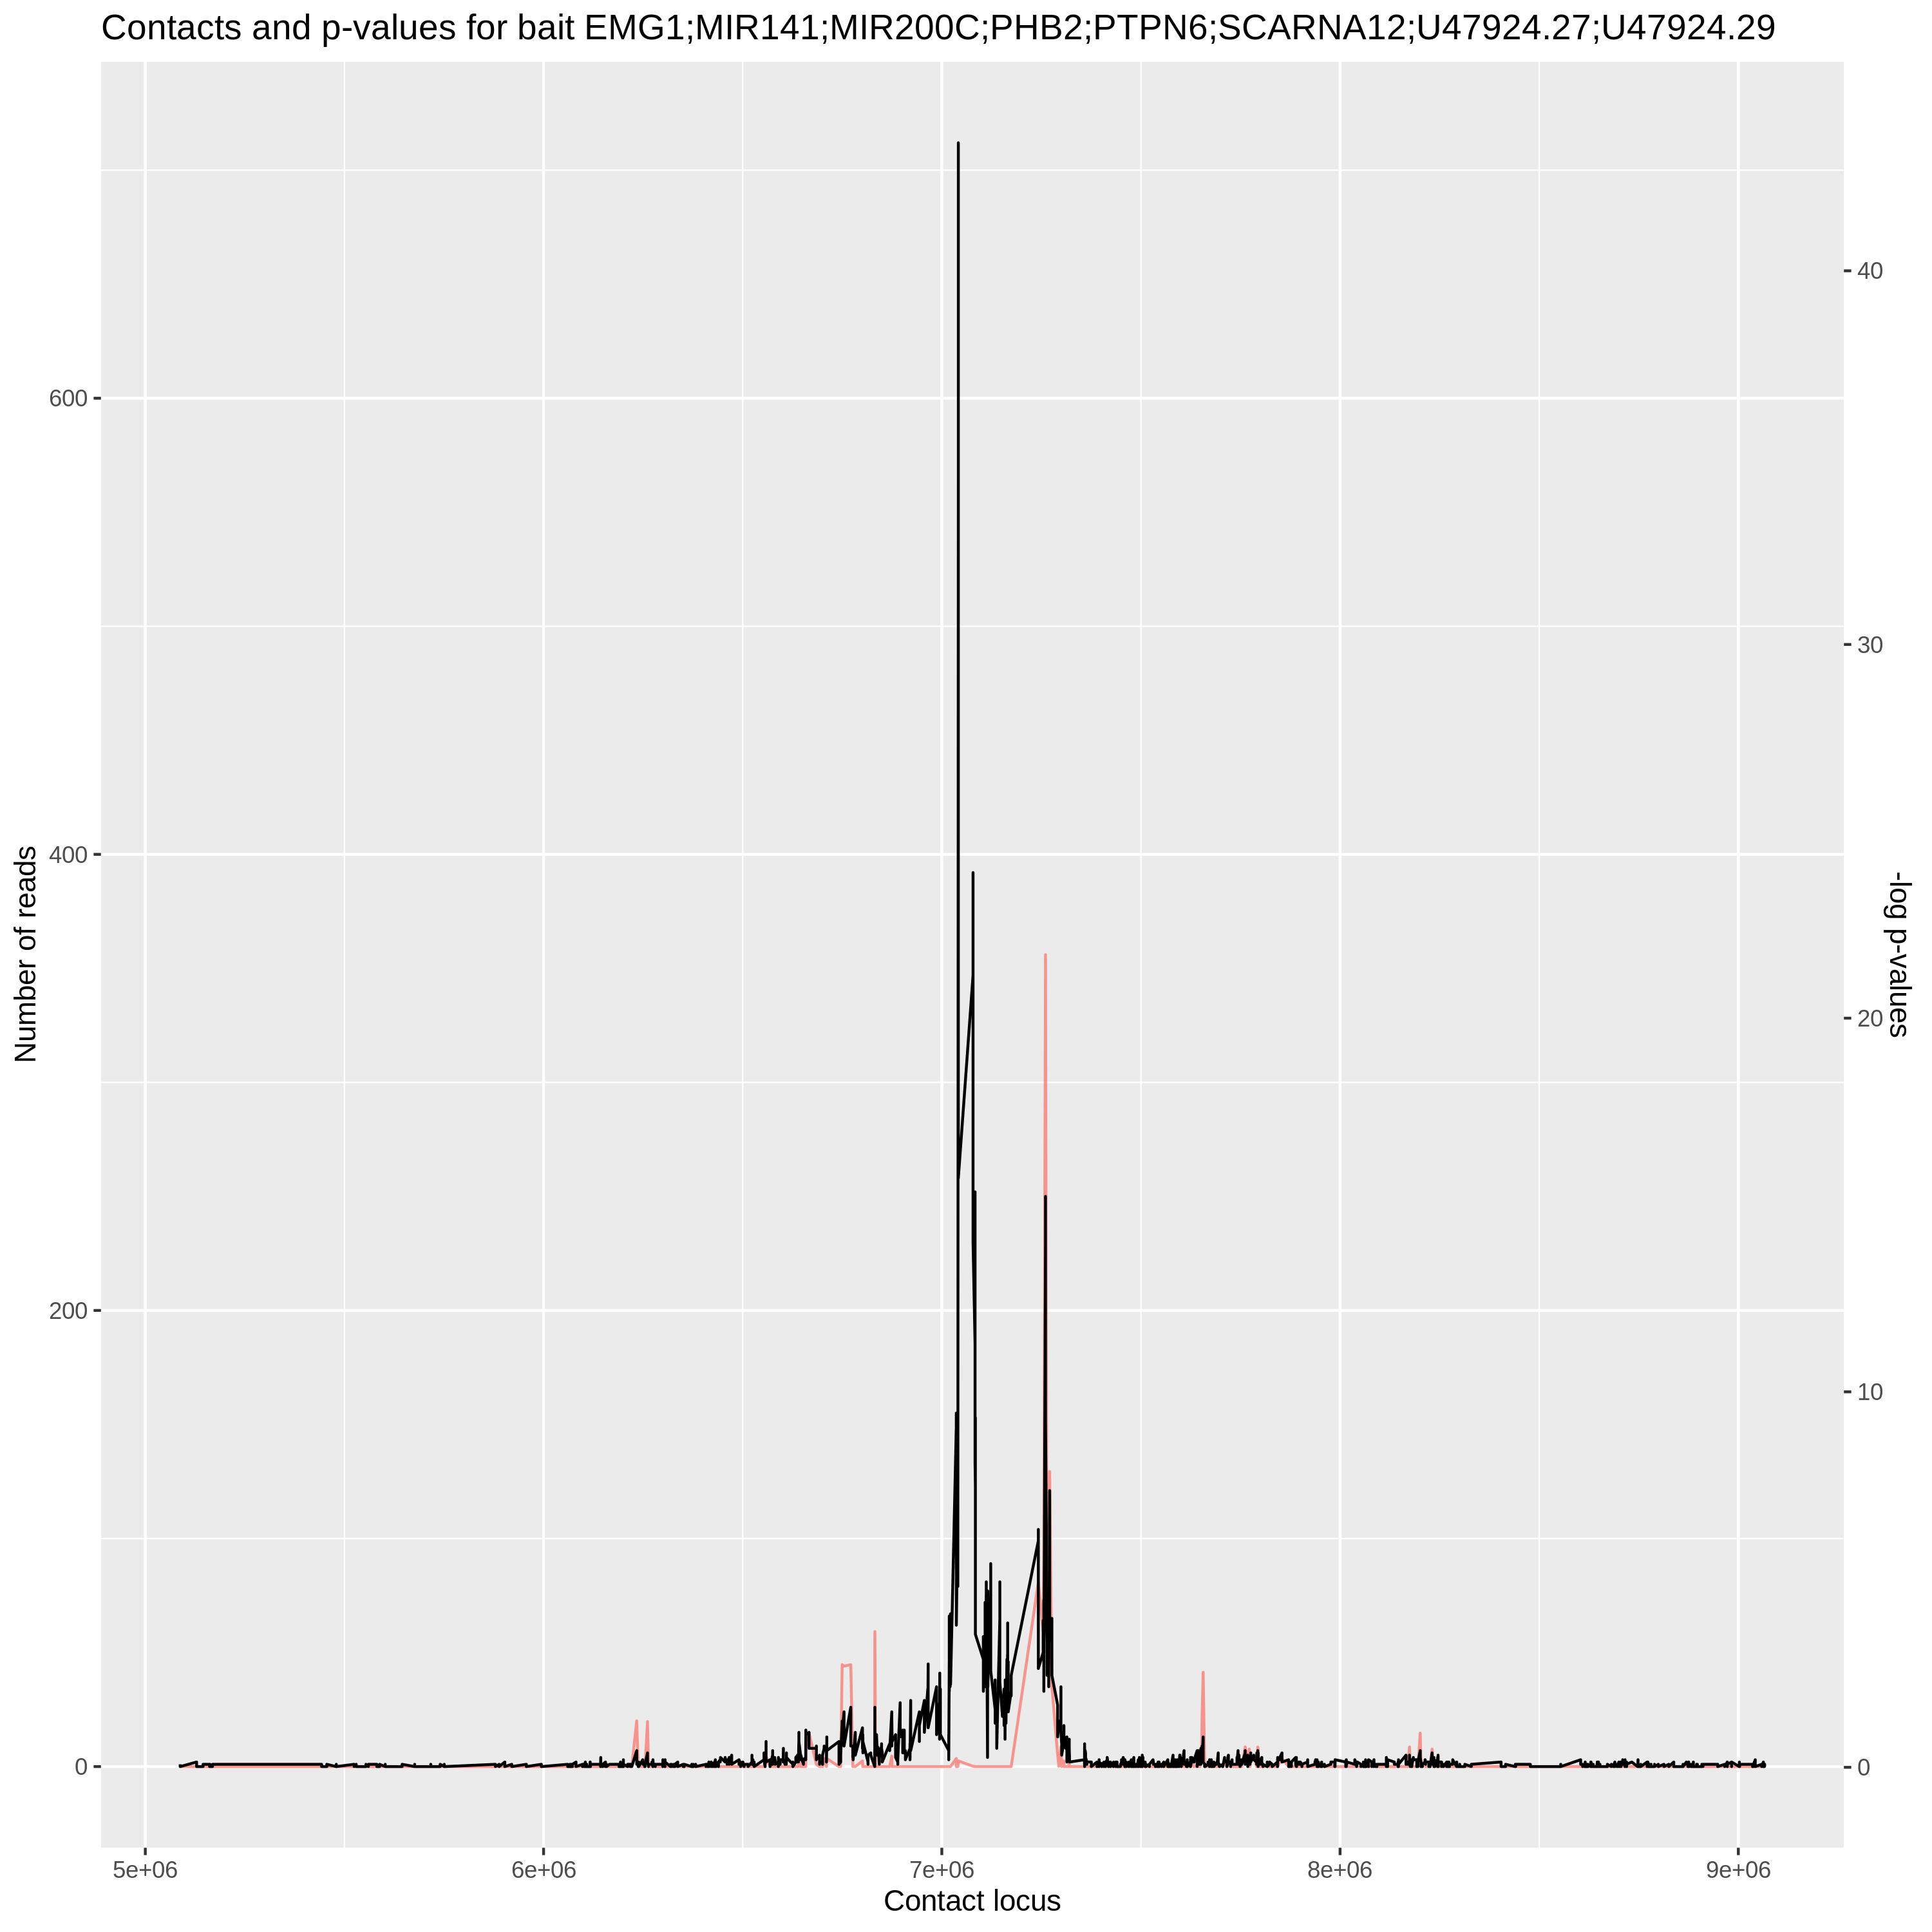 Contacts and p-values for bait EMG1;MIR141;MIR200C;PHB2;PTPN6;SCARNA12;U47924.27;U47924.29
600
400
200
0
Number of reads
40
30
20
10
0
-log p-values
5e+06
6e+06
7e+06
8e+06
9e+06
Contact locus